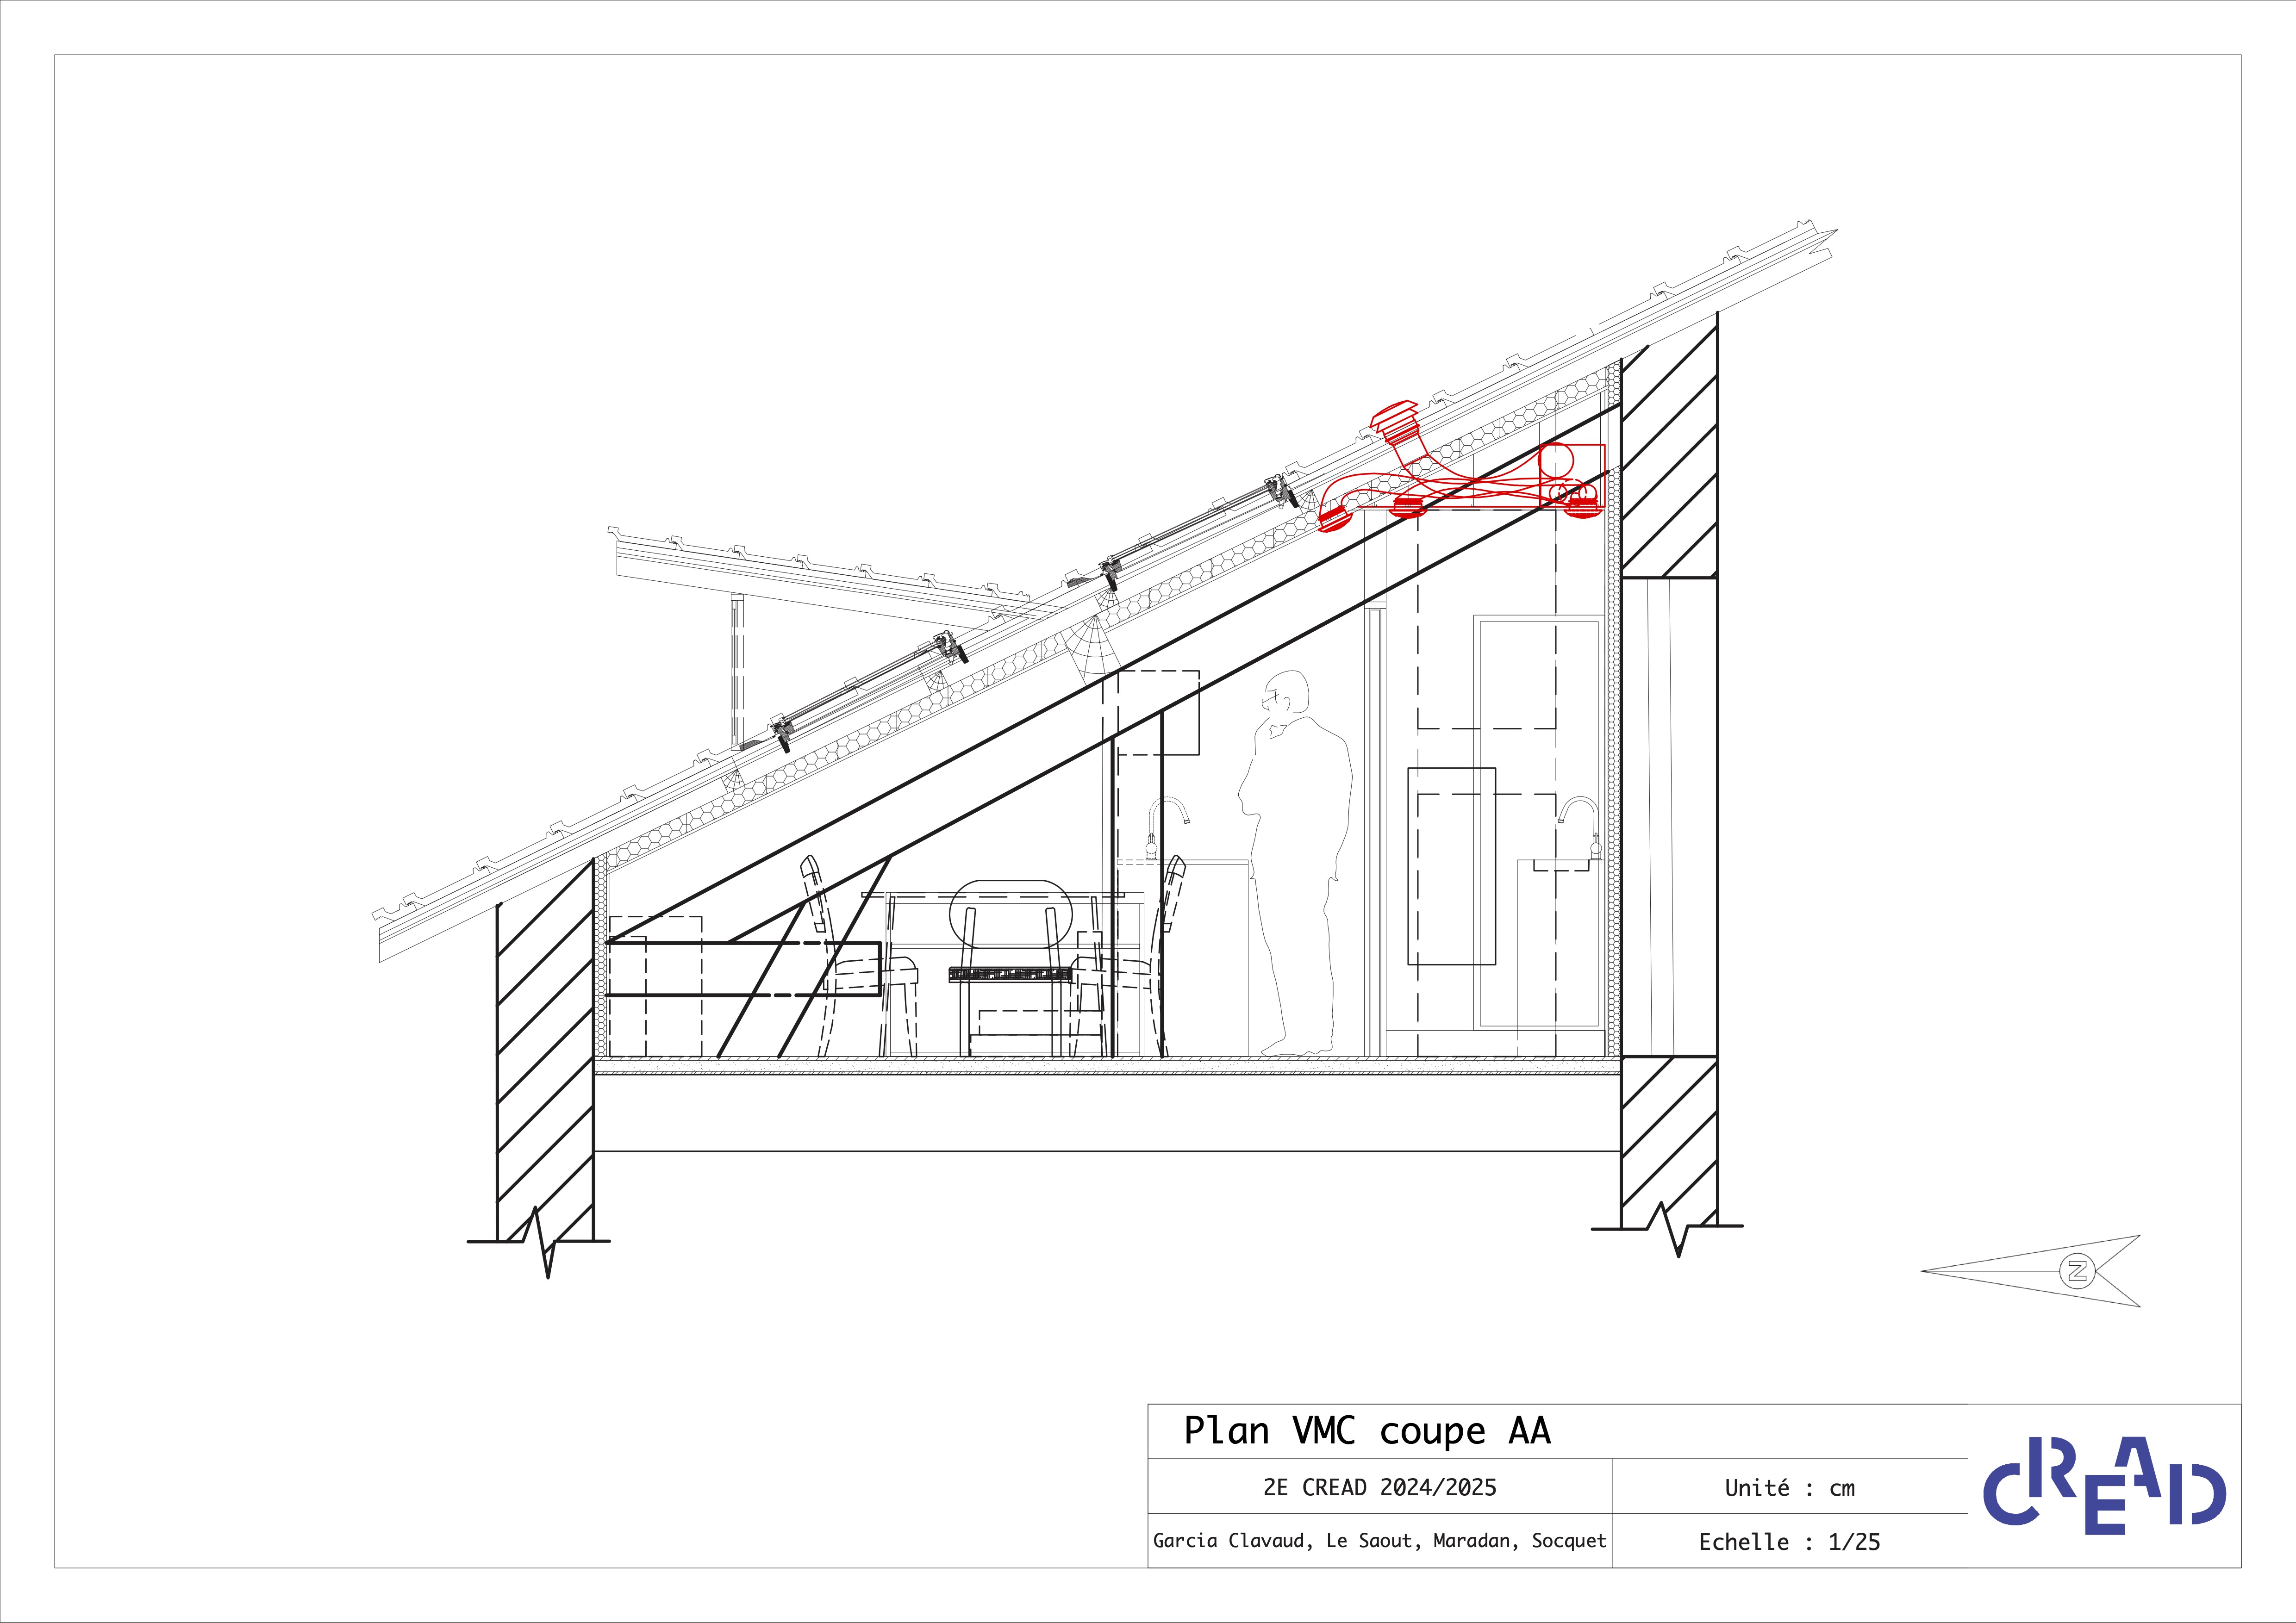 N
Plan VMC coupe AA
2E CREAD 2024/2025
Unité : cm
Garcia Clavaud, Le Saout, Maradan, Socquet
Echelle : 1/25
CREAD